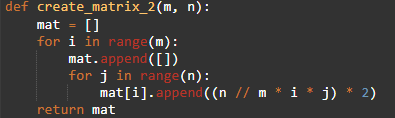 def create_matrix_2(m, n):
    mat = []
    for i in range(m):
        mat.append([])
        for j in range(n):
            mat[i].append((n // m * i * j) * 2)
    return mat